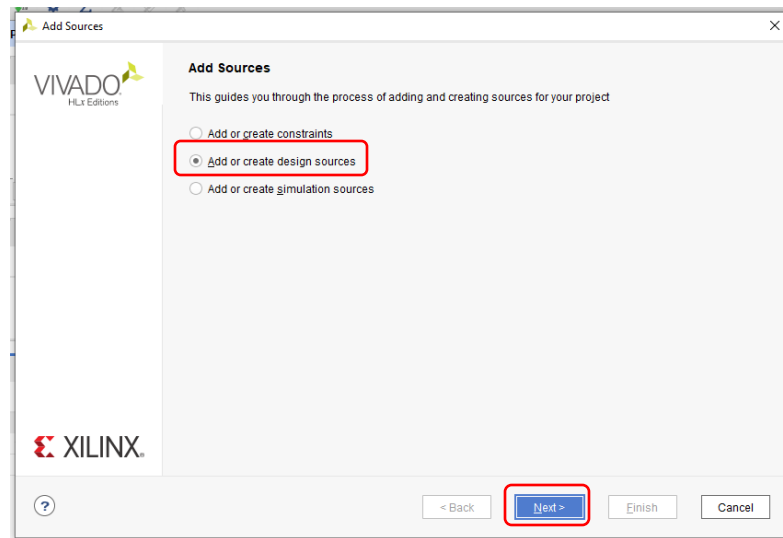 Add Sources
VIVADO.
HLx Editions
Add Sources
This guides you through the process of adding and creating sources for your project
Add or create constraints
Add or create design sources
Add or create simulation sources
XILINX.
?
< Back
Next >
Finish
Cancel